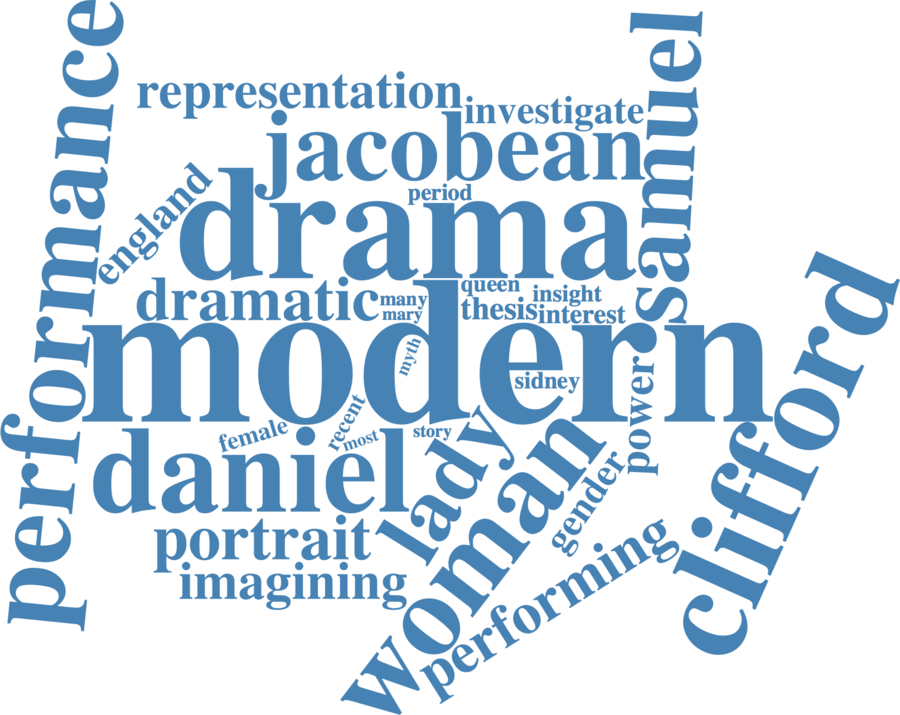 performance
representation
investigate
samuel
jacobean
period
england
drama
dramatic
many
mary
queen
thesis
insight
interest
modern
myth
sidney
power
clifford
daniel
female
recent
most
story
lady
woman
gender
portrait
imagining
performing